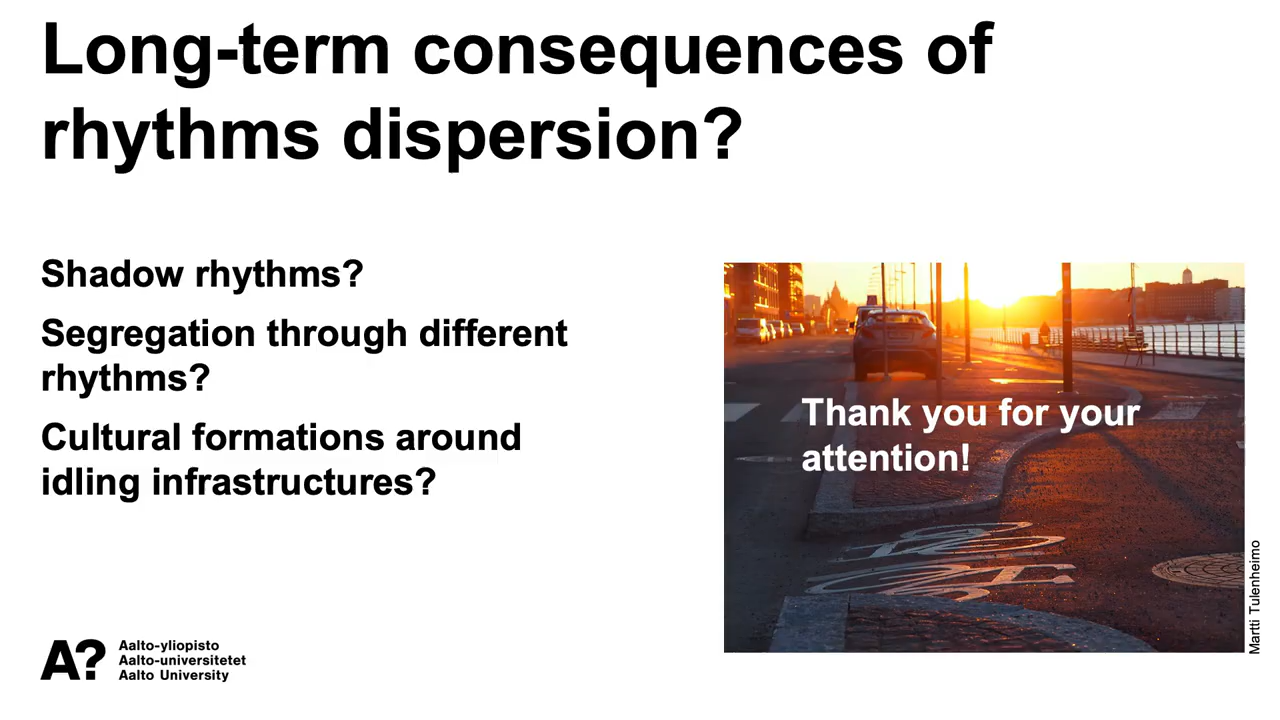 Long-term consequences of
rhythms dispersion?
Shadow rhythms?
Segregation through different
rhythms?
Cultural formations around
idling infrastructures?
Thank you for your
attention!
Martti Tulenheimo
A?
Aalto-yliopisto
Aalto-universitetet
Aalto University